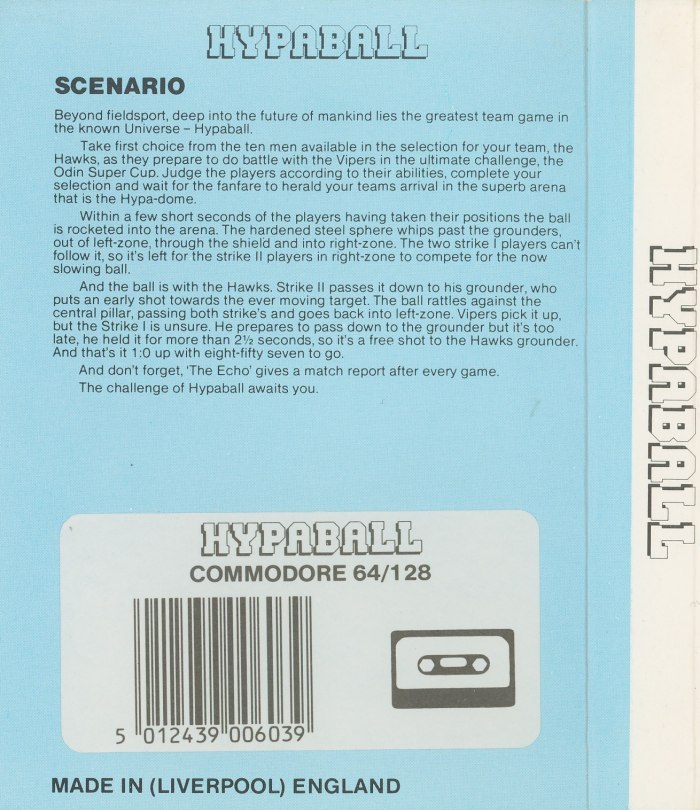 HYPABALL
SCENARIO
Beyond fieldsport, deep into the future of mankind lies the greatest team game in
the known Universe – Hypaball.
Take first choice from the ten men available in the selection for your team, the
Hawks, as they prepare to do battle with the Vipers in the ultimate challenge, the
Odin Super Cup. Judge the players according to their abilities, complete your
selection and wait for the fanfare to herald your teams arrival in the superb arena
that is the Hypa-dome.
Within a few short seconds of the players having taken their positions the ball
is rocketed into the arena. The hardened steel sphere whips past the grounders,
out of left-zone, through the shield and into right-zone. The two strike I players can't
follow it, so it's left for the strike II players in right-zone to compete for the now
slowing ball.
And the ball is with the Hawks. Strike II passes it down to his grounder, who
puts an early shot towards the ever moving target. The ball rattles against the
central pillar, passing both strike's and goes back into left-zone. Vipers pick it up,
but the Strike I is unsure. He prepares to pass down to the grounder but it's too
late, he held it for more than 2½ seconds, so it's a free shot to the Hawks grounder.
And that's it 1:0 up with eight-fifty seven to go.
And don't forget, 'The Echo' gives a match report after every game.
The challenge of Hypaball awaits you.
HYPABALL
COMMODORE 64/128
5 012439 006039
MADE IN (LIVERPOOL) ENGLAND
HYPABALL